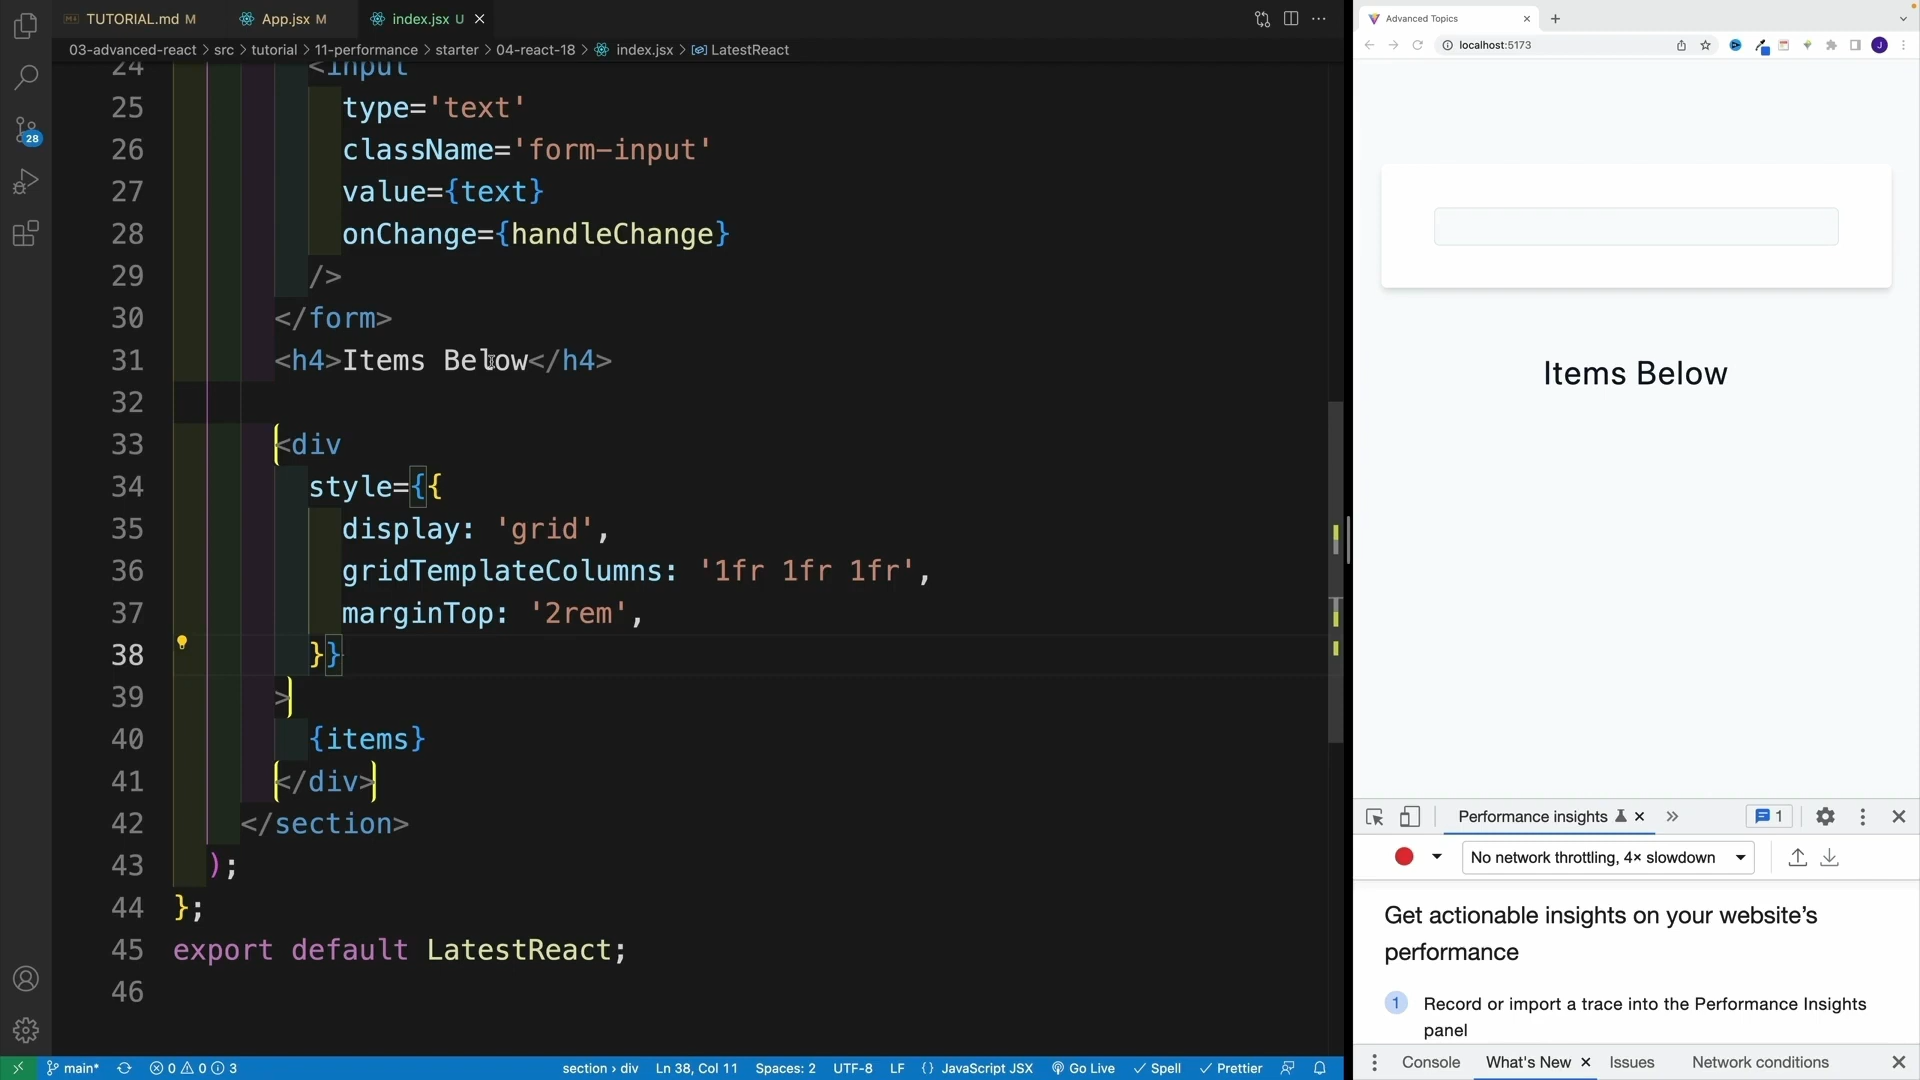 TUTORIAL.md M
App.jsx M
index.jsx U
03-advanced-react > src > tutorial > 11-performance > starter > 04-react-18 > index.jsx > LatestReact
24 <input
25 type='text'
26 className='form-input'
27 value={text}
28 onChange={handleChange}
29 />
30 </form>
31 <h4>Items Below</h4>
32
33 <div
34 style={{
35 display: 'grid',
36 gridTemplateColumns: '1fr 1fr 1fr',
37 marginTop: '2rem',
38 }}
39 >
40 {items}
41 </div>
42 </section>
43 );
44 };
45 export default LatestReact;
46
28
main* 0 0 3
section › div Ln 38, Col 11 Spaces: 2 UTF-8 LF {} JavaScript JSX Go Live Spell Prettier
Advanced Topics
localhost:5173
J
Items Below
Performance insights
1
No network throttling, 4× slowdown
Get actionable insights on your website's
performance
1 Record or import a trace into the Performance Insights
panel
Console What's New Issues Network conditions